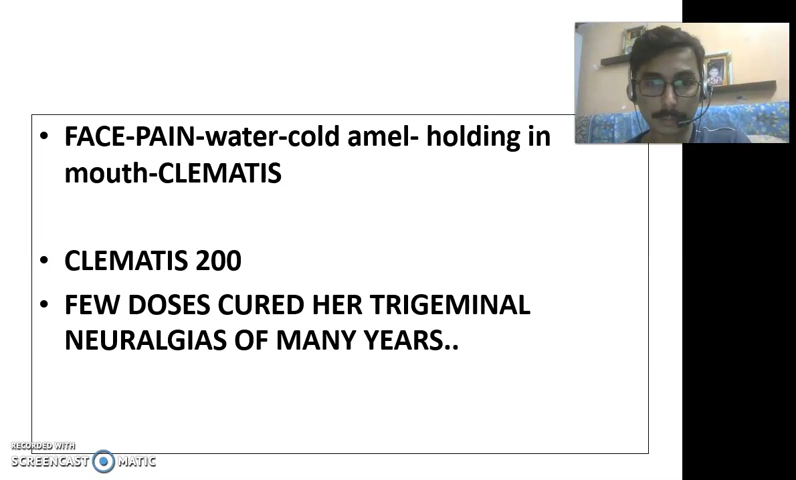 • FACE-PAIN-water-cold amel- holding in
mouth-CLEMATIS
• CLEMATIS 200
• FEW DOSES CURED HER TRIGEMINAL
NEURALGIAS OF MANY YEARS..
RECORDED WITH
SCREENCAST MATIC